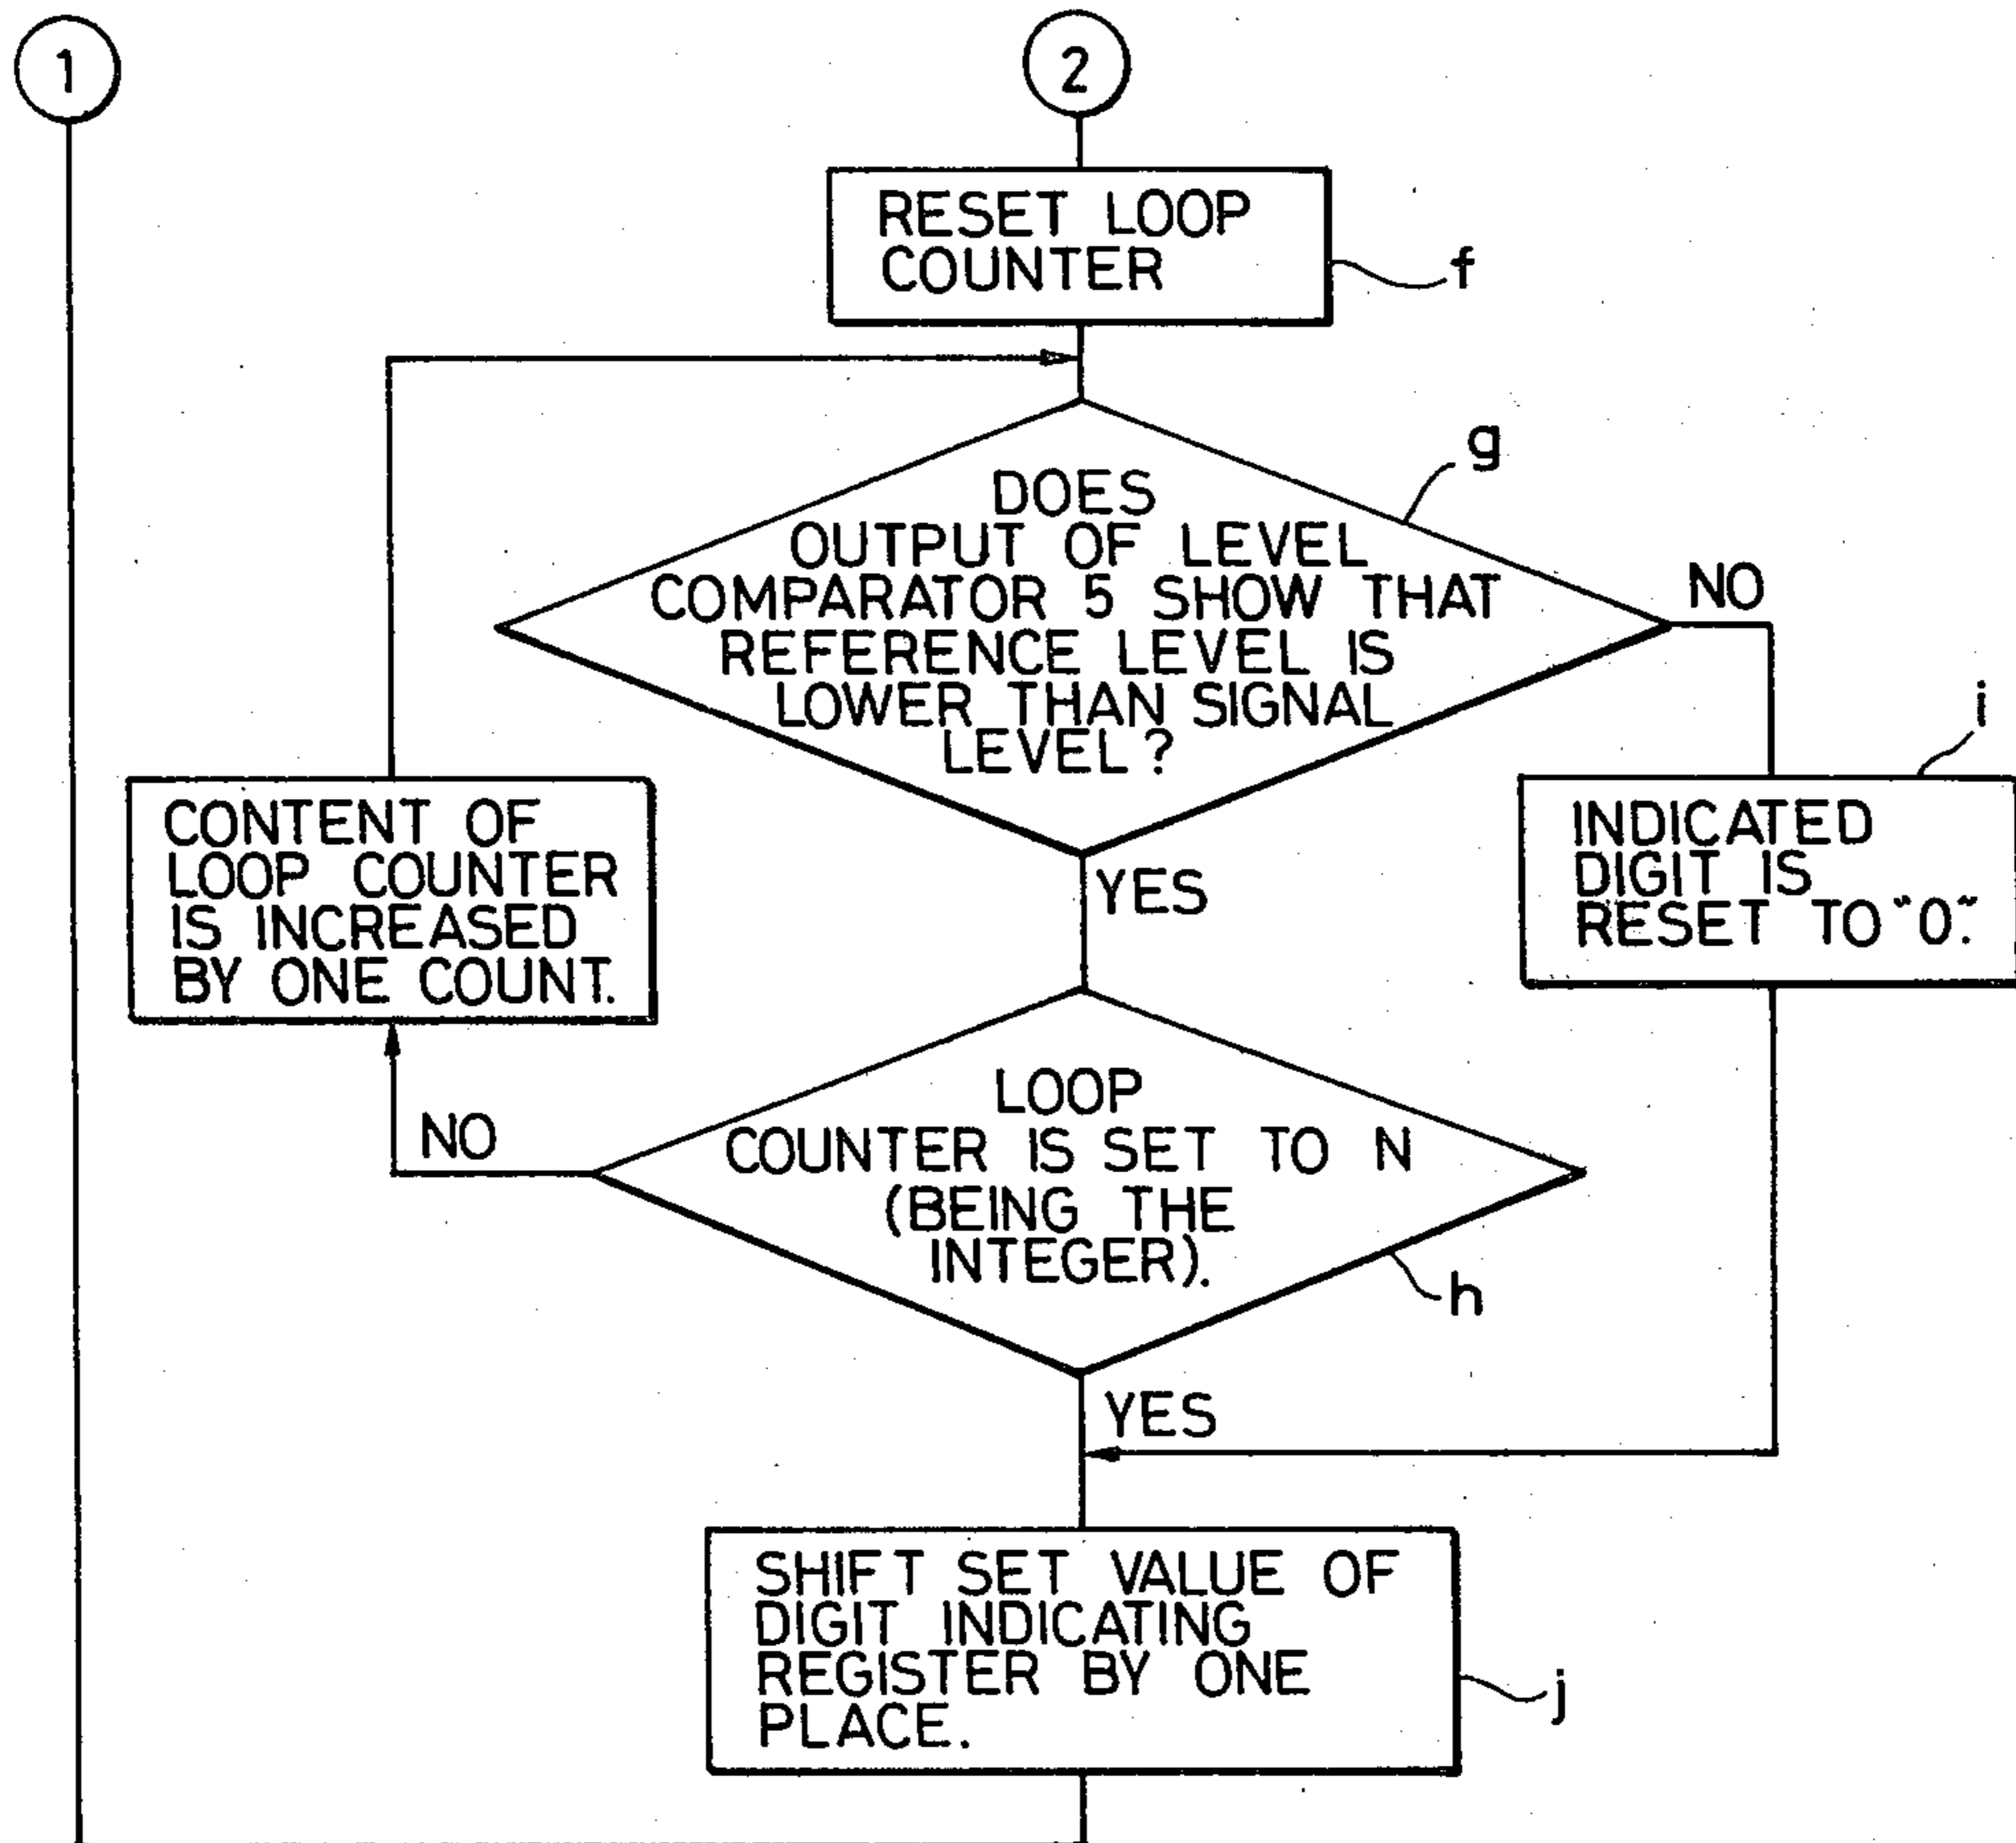 1
2
RESET LOOP
COUNTER
f
g
DOES
OUTPUT OF LEVEL
COMPARATOR 5 SHOW THAT
REFERENCE LEVEL IS
LOWER THAN SIGNAL
LEVEL?
NO
i
CONTENT OF
LOOP COUNTER
IS INCREASED
BY ONE COUNT.
YES
INDICATED
DIGIT IS
RESET TO "0".
LOOP
COUNTER IS SET TO N
(BEING THE
INTEGER).
NO
h
YES
SHIFT SET VALUE OF
DIGIT INDICATING
REGISTER BY ONE
PLACE.
j